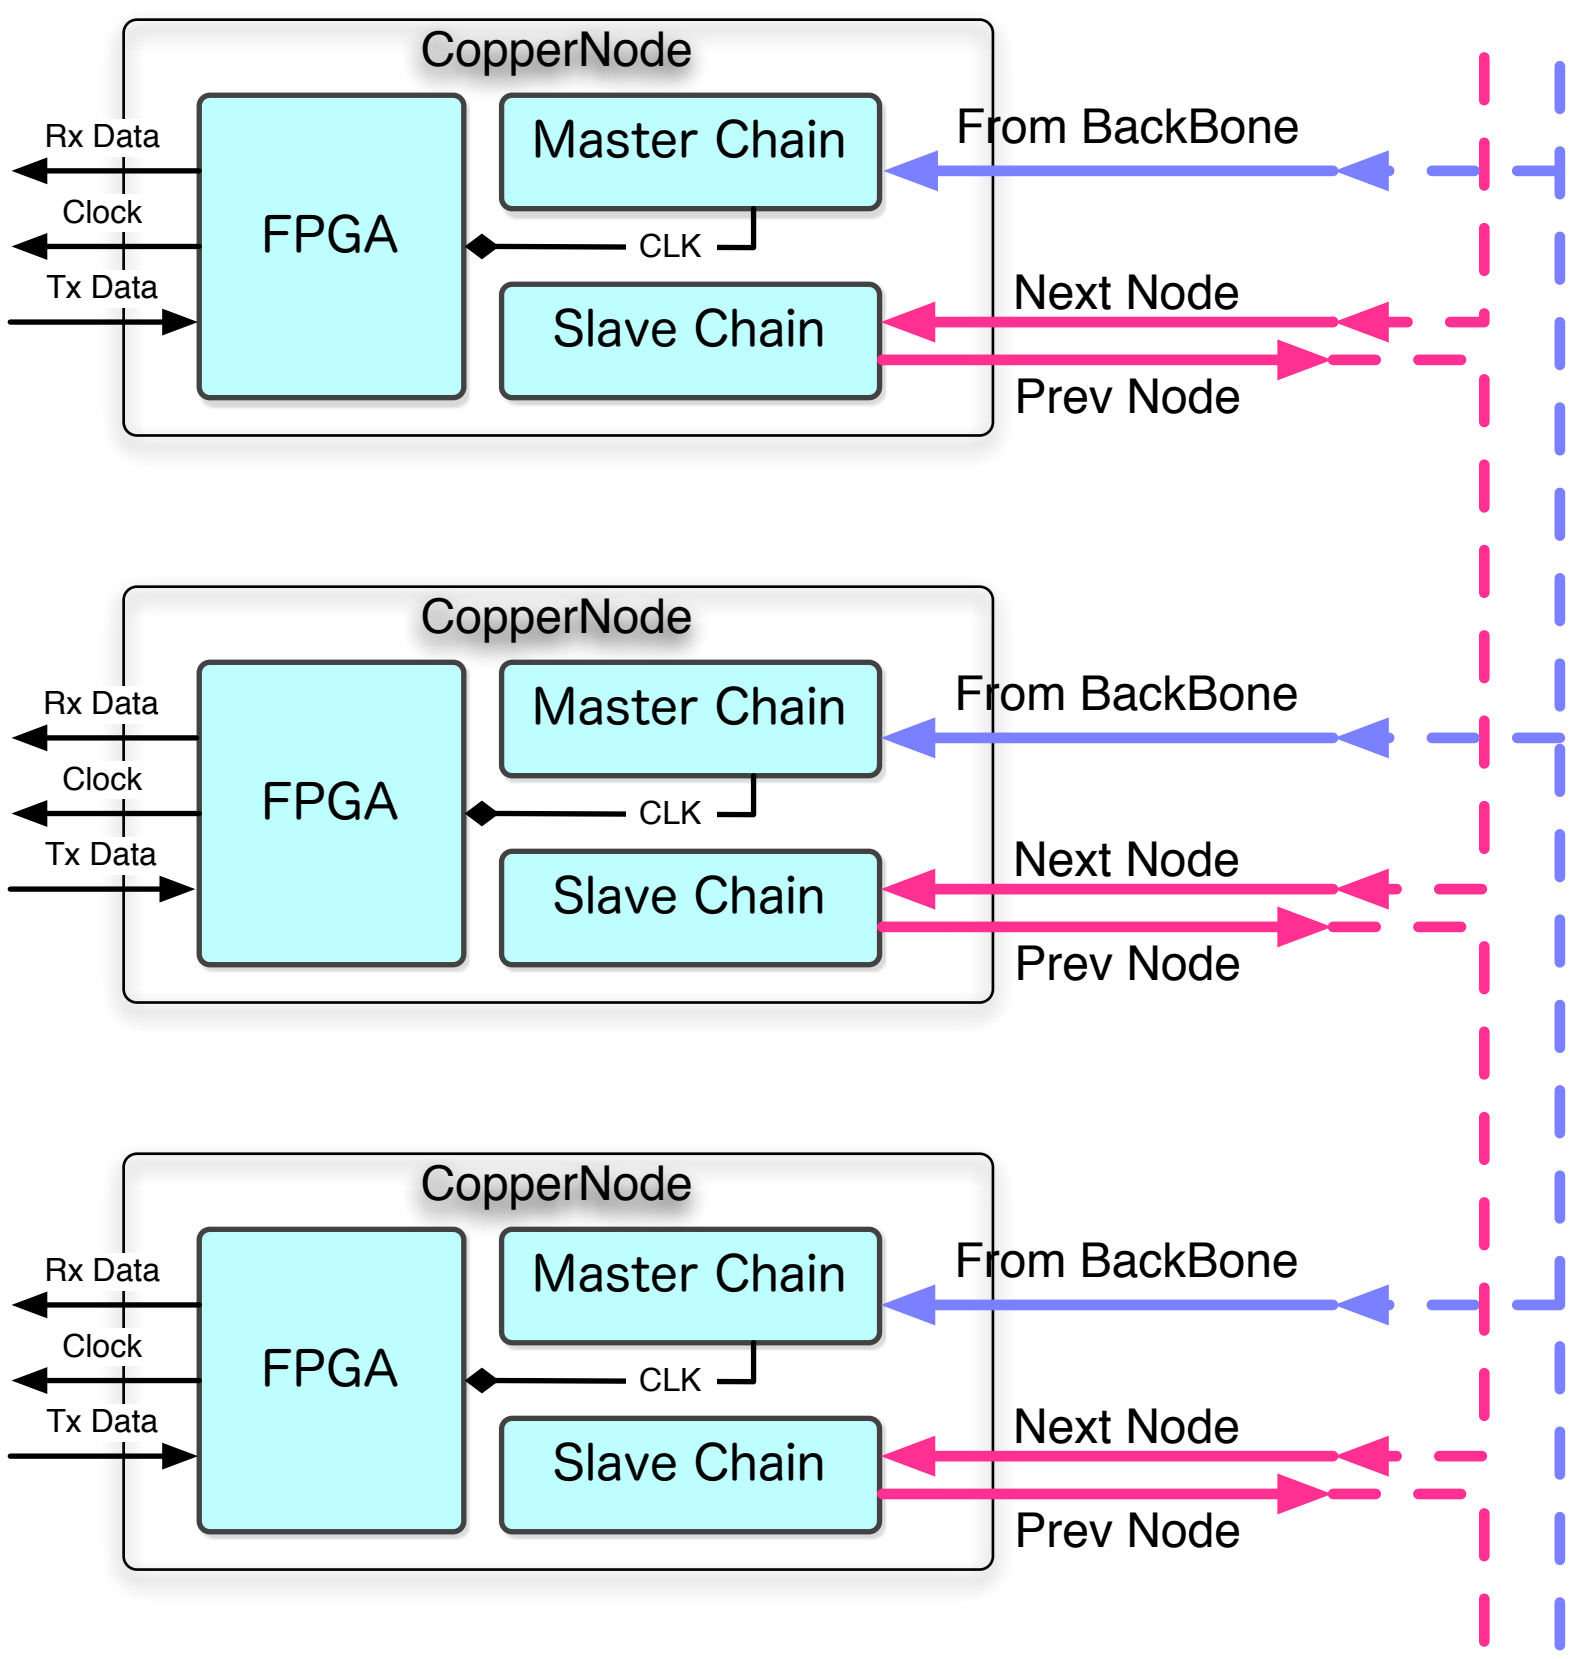 CopperNode
Rx Data
Master Chain
From BackBone
Clock
FPGA
CLK
Tx Data
Slave Chain
Next Node
Prev Node
CopperNode
Rx Data
Master Chain
From BackBone
Clock
FPGA
CLK
Tx Data
Slave Chain
Next Node
Prev Node
CopperNode
Rx Data
Master Chain
From BackBone
Clock
FPGA
CLK
Tx Data
Slave Chain
Next Node
Prev Node